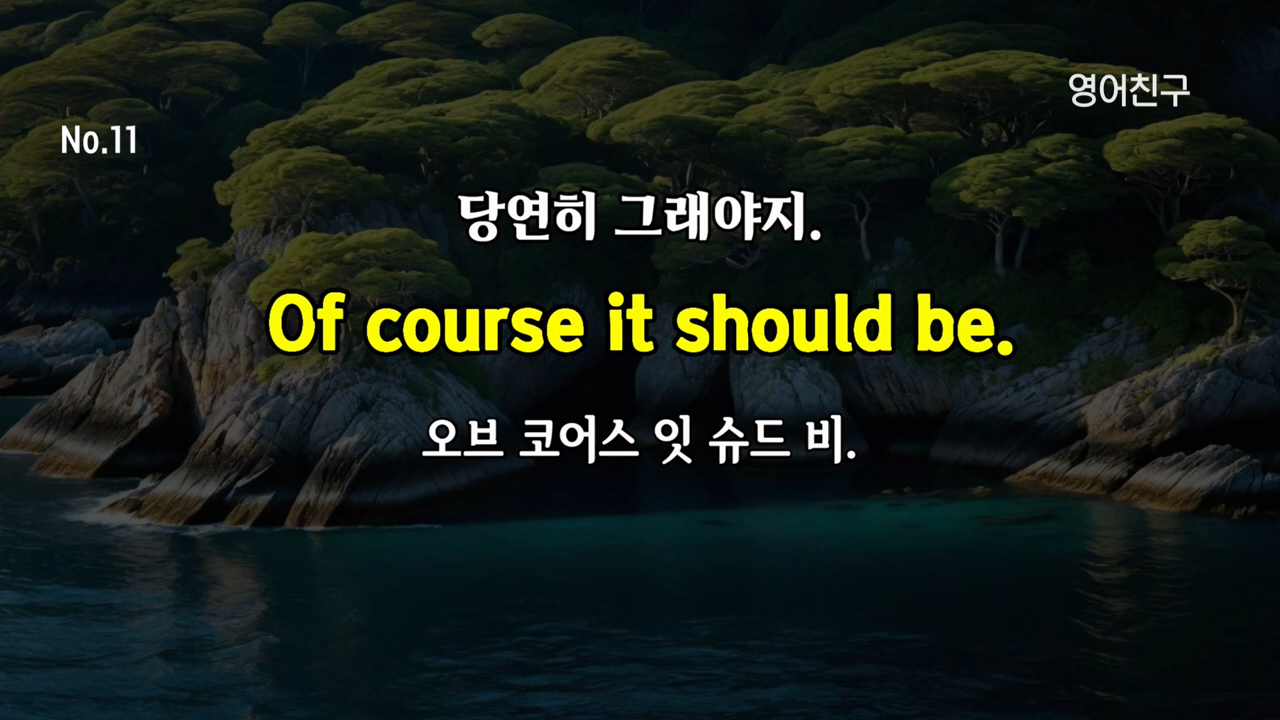 영어친구
No.11
당연히 그래야지.
Of course it should be.
오브 코어스 잇 슈드 비.